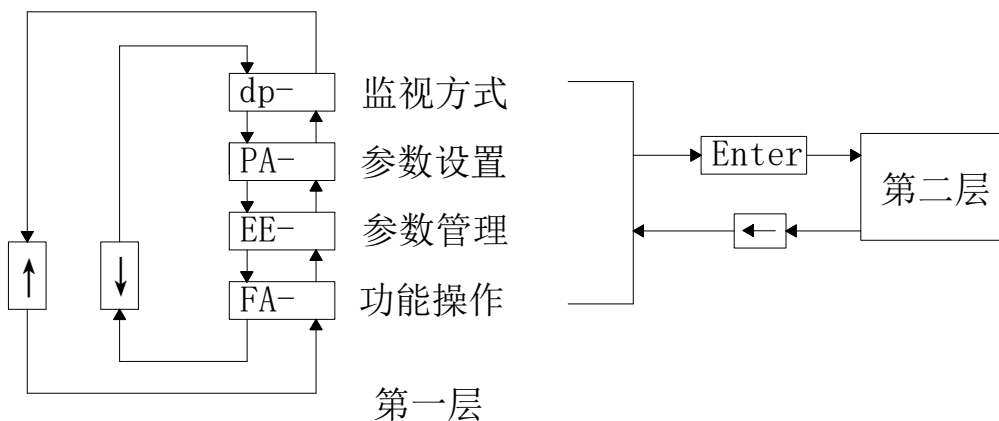 dp- 监视方式
PA- 参数设置
EE- 参数管理
FA- 功能操作
第一层
Enter
第二层